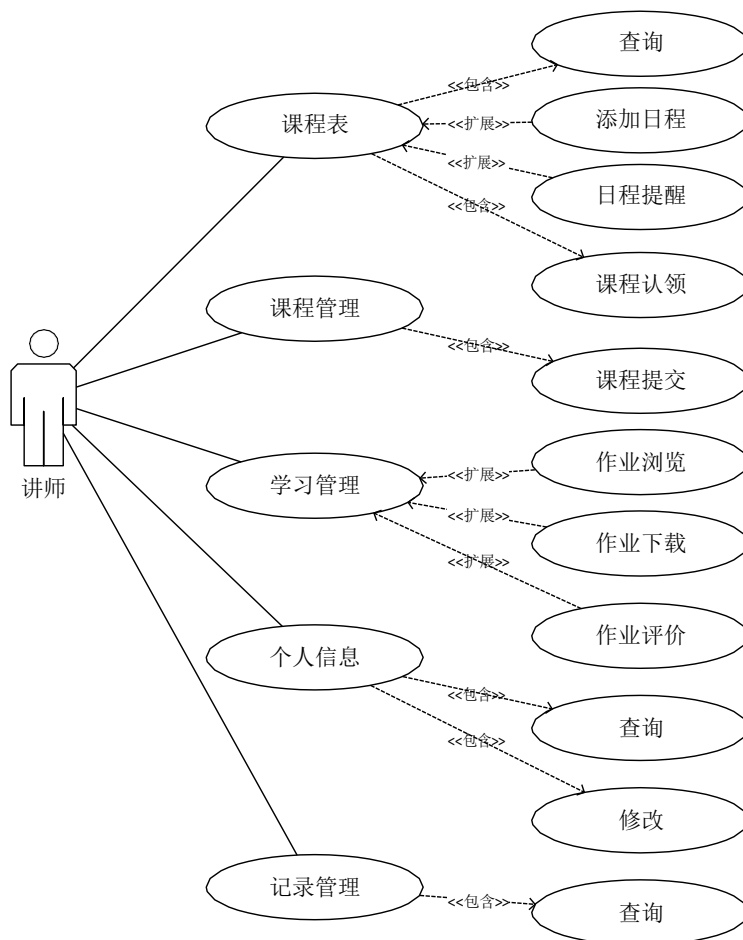 查询
<<包含>>
课程表
<<扩展>>
添加日程
<<扩展>>
日程提醒
<<包含>>
课程认领
课程管理
<<包含>>
课程提交
讲师
学习管理
<<扩展>>
作业浏览
<<扩展>>
作业下载
<<扩展>>
作业评价
个人信息
<<包含>>
查询
<<包含>>
修改
记录管理
<<包含>>
查询